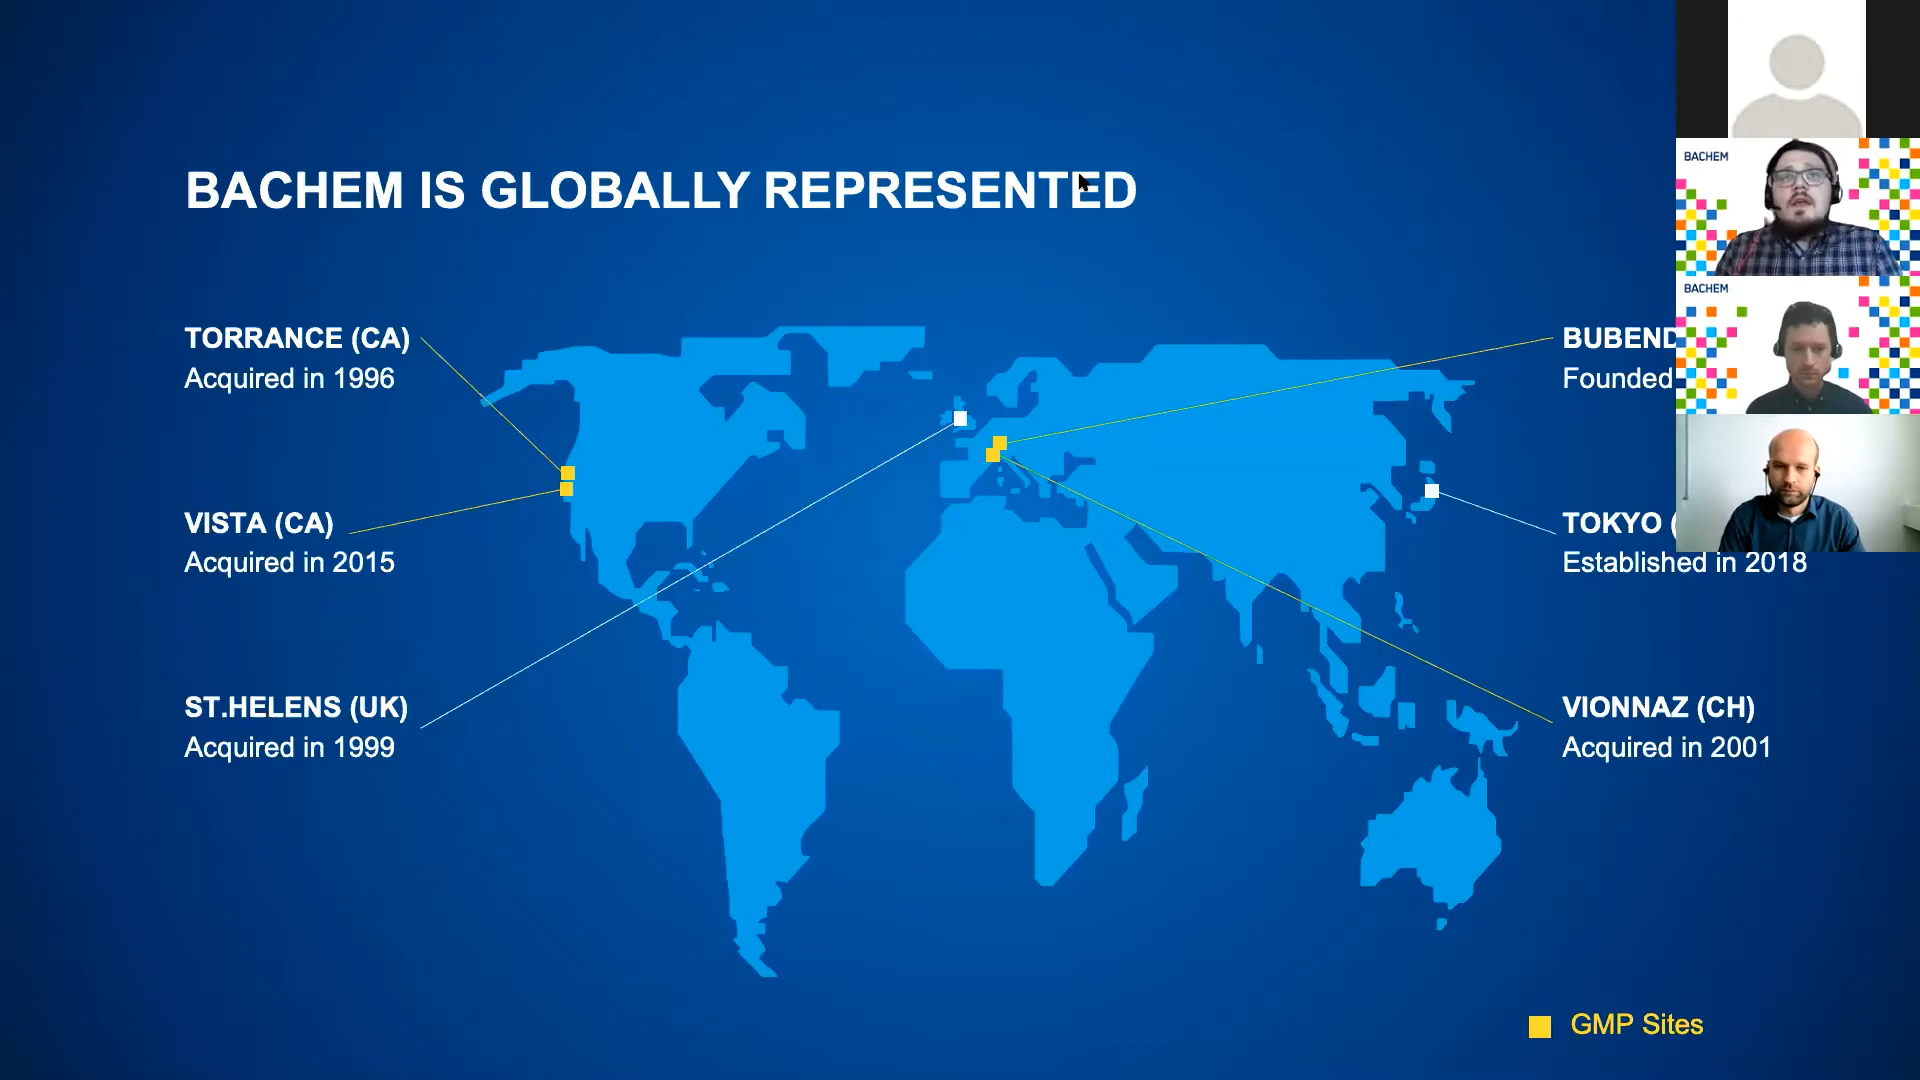 BACHEM IS GLOBALLY REPRESENTED
TORRANCE (CA)
Acquired in 1996
VISTA (CA)
Acquired in 2015
ST.HELENS (UK)
Acquired in 1999
BUBEND
Founded
TOKYO (
Established in 2018
VIONNAZ (CH)
Acquired in 2001
GMP Sites
BACHEM
BACHEM